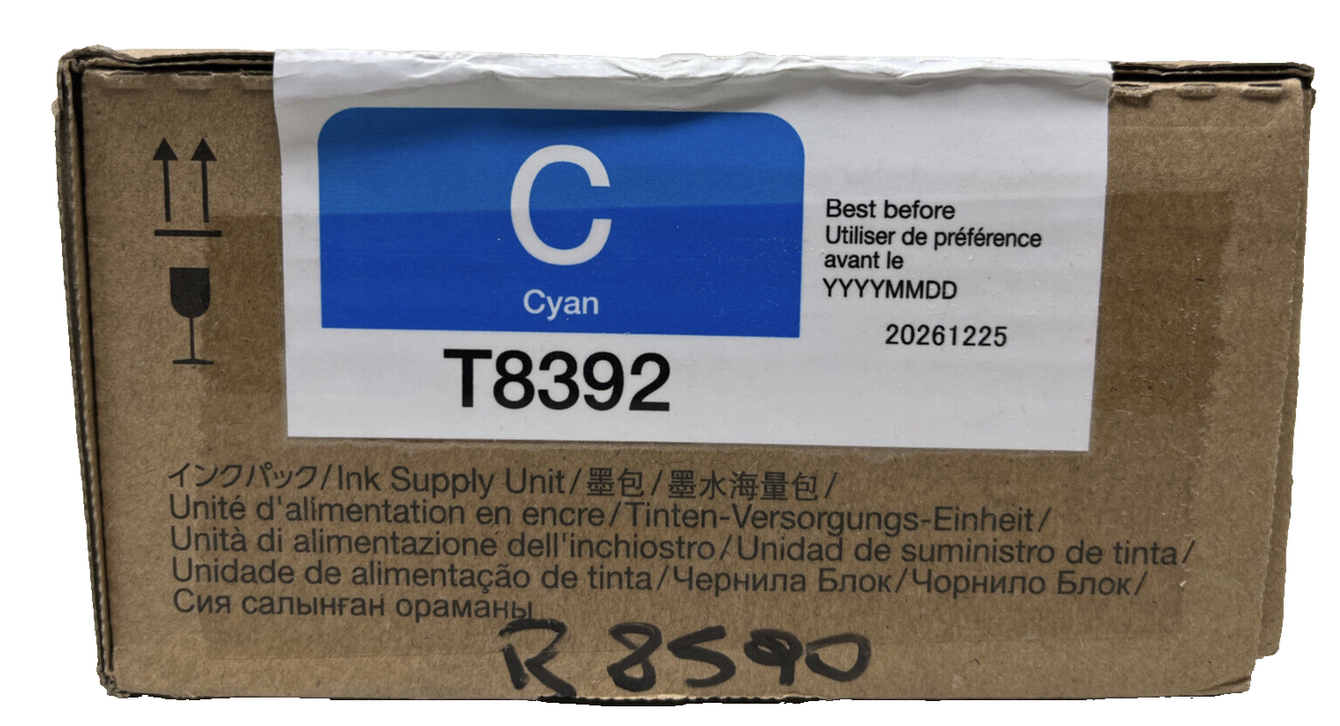 C
Cyan
T8392
Best before
Utiliser de préférence
avant le
YYYYMMDD
20261225
インクパック/Ink Supply Unit/墨包/墨水海量包/
Unité d'alimentation en encre/Tinten-Versorgungs-Einheit/
Unità di alimentazione dell'inchiostro/Unidad de suministro de tinta/
Unidade de alimentação de tinta/Чернила Блок/Чорнило Блок/
Сия салынған ораманы
R 8590